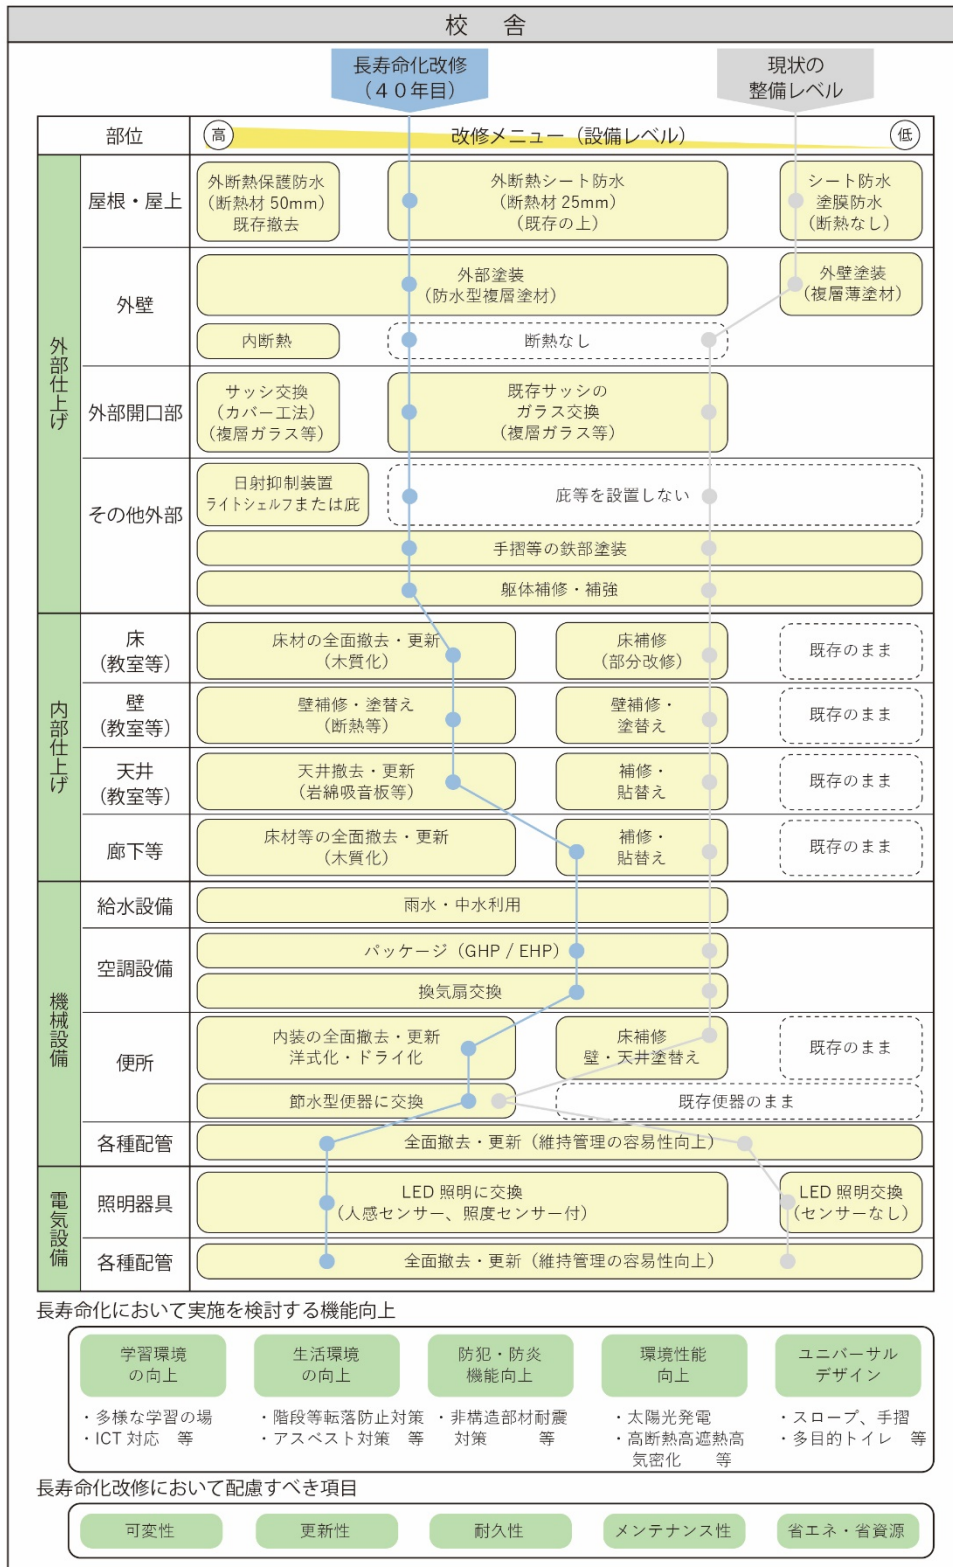 校 舎
長寿命化改修
（４０年目）
現状の
整備レベル
部位
高
改修メニュー（設備レベル）
低
外部仕上げ
屋根・屋上
外断熱保護防水
（断熱材 50mm）
既存撤去
外断熱シート防水
（断熱材 25mm）
（既存の上）
シート防水
塗膜防水
（断熱なし）
外壁
外部塗装
（防水型複層塗材）
外壁塗装
（複層薄塗材）
内断熱
断熱なし
外部開口部
サッシ交換
（カバー工法）
（複層ガラス等）
既存サッシの
ガラス交換
（複層ガラス等）
その他外部
日射抑制装置
ライトシェルフまたは庇
庇等を設置しない
手摺等の鉄部塗装
躯体補修・補強
内部仕上げ
床
（教室等）
床材の全面撤去・更新
（木質化）
床補修
（部分改修）
既存のまま
壁
（教室等）
壁補修・塗替え
（断熱等）
壁補修・
塗替え
既存のまま
天井
（教室等）
天井撤去・更新
（岩綿吸音板等）
補修・
貼替え
既存のまま
廊下等
床材等の全面撤去・更新
（木質化）
補修・
貼替え
既存のまま
機械設備
給水設備
雨水・中水利用
空調設備
パッケージ（GHP / EHP）
換気扇交換
便所
内装の全面撤去・更新
洋式化・ドライ化
床補修
壁・天井塗替え
既存のまま
節水型便器に交換
既存便器のまま
各種配管
全面撤去・更新（維持管理の容易性向上）
電気設備
照明器具
LED 照明に交換
（人感センサー、照度センサー付）
LED 照明交換
（センサーなし）
各種配管
全面撤去・更新（維持管理の容易性向上）
長寿命化において実施を検討する機能向上
学習環境
の向上
・多様な学習の場
・ICT 対応 等
生活環境
の向上
・階段等転落防止対策
・アスベスト対策 等
防犯・防炎
機能向上
・非構造部材耐震
対策 等
環境性能
向上
・太陽光発電
・高断熱高遮熱高
気密化 等
ユニバーサル
デザイン
・スロープ、手摺
・多目的トイレ 等
長寿命化改修において配慮すべき項目
可変性
更新性
耐久性
メンテナンス性
省エネ・省資源